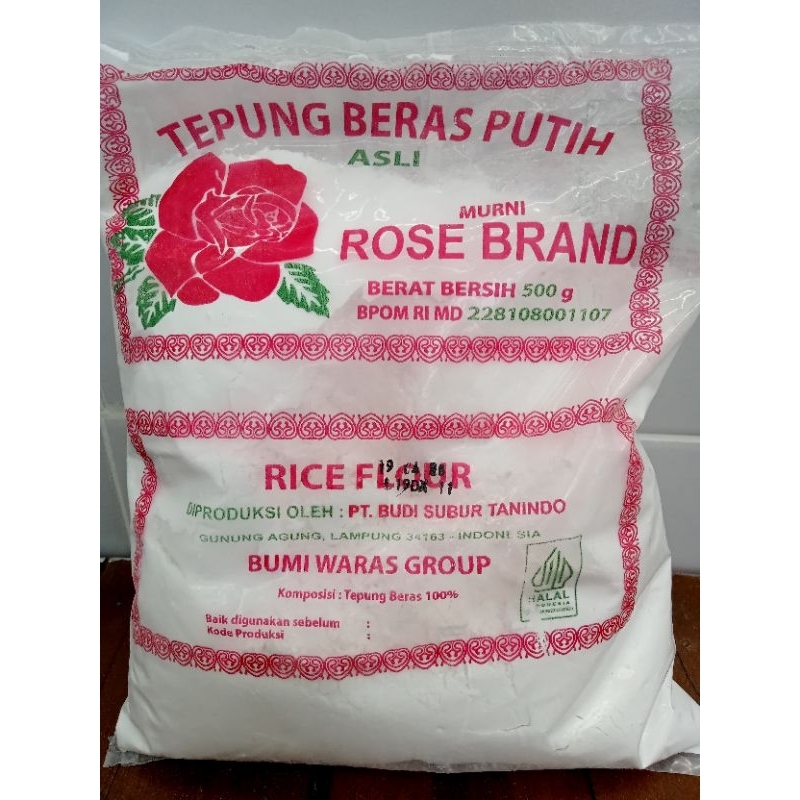 TEPUNG BERAS PUTIH
ASLI
MURNI
ROSE BRAND
BERAT BERSIH 500 g
BPOM RI MD 228108001107
RICE FLOUR
DIPRODUKSI OLEH : PT. BUDI SUBUR TANINDO
GUNUNG AGUNG, LAMPUNG 34163 - INDONESIA
BUMI WARAS GROUP
Komposisi : Tepung Beras 100%
HALAL
INDONESIA
Baik digunakan sebelum :
Kode Produksi :